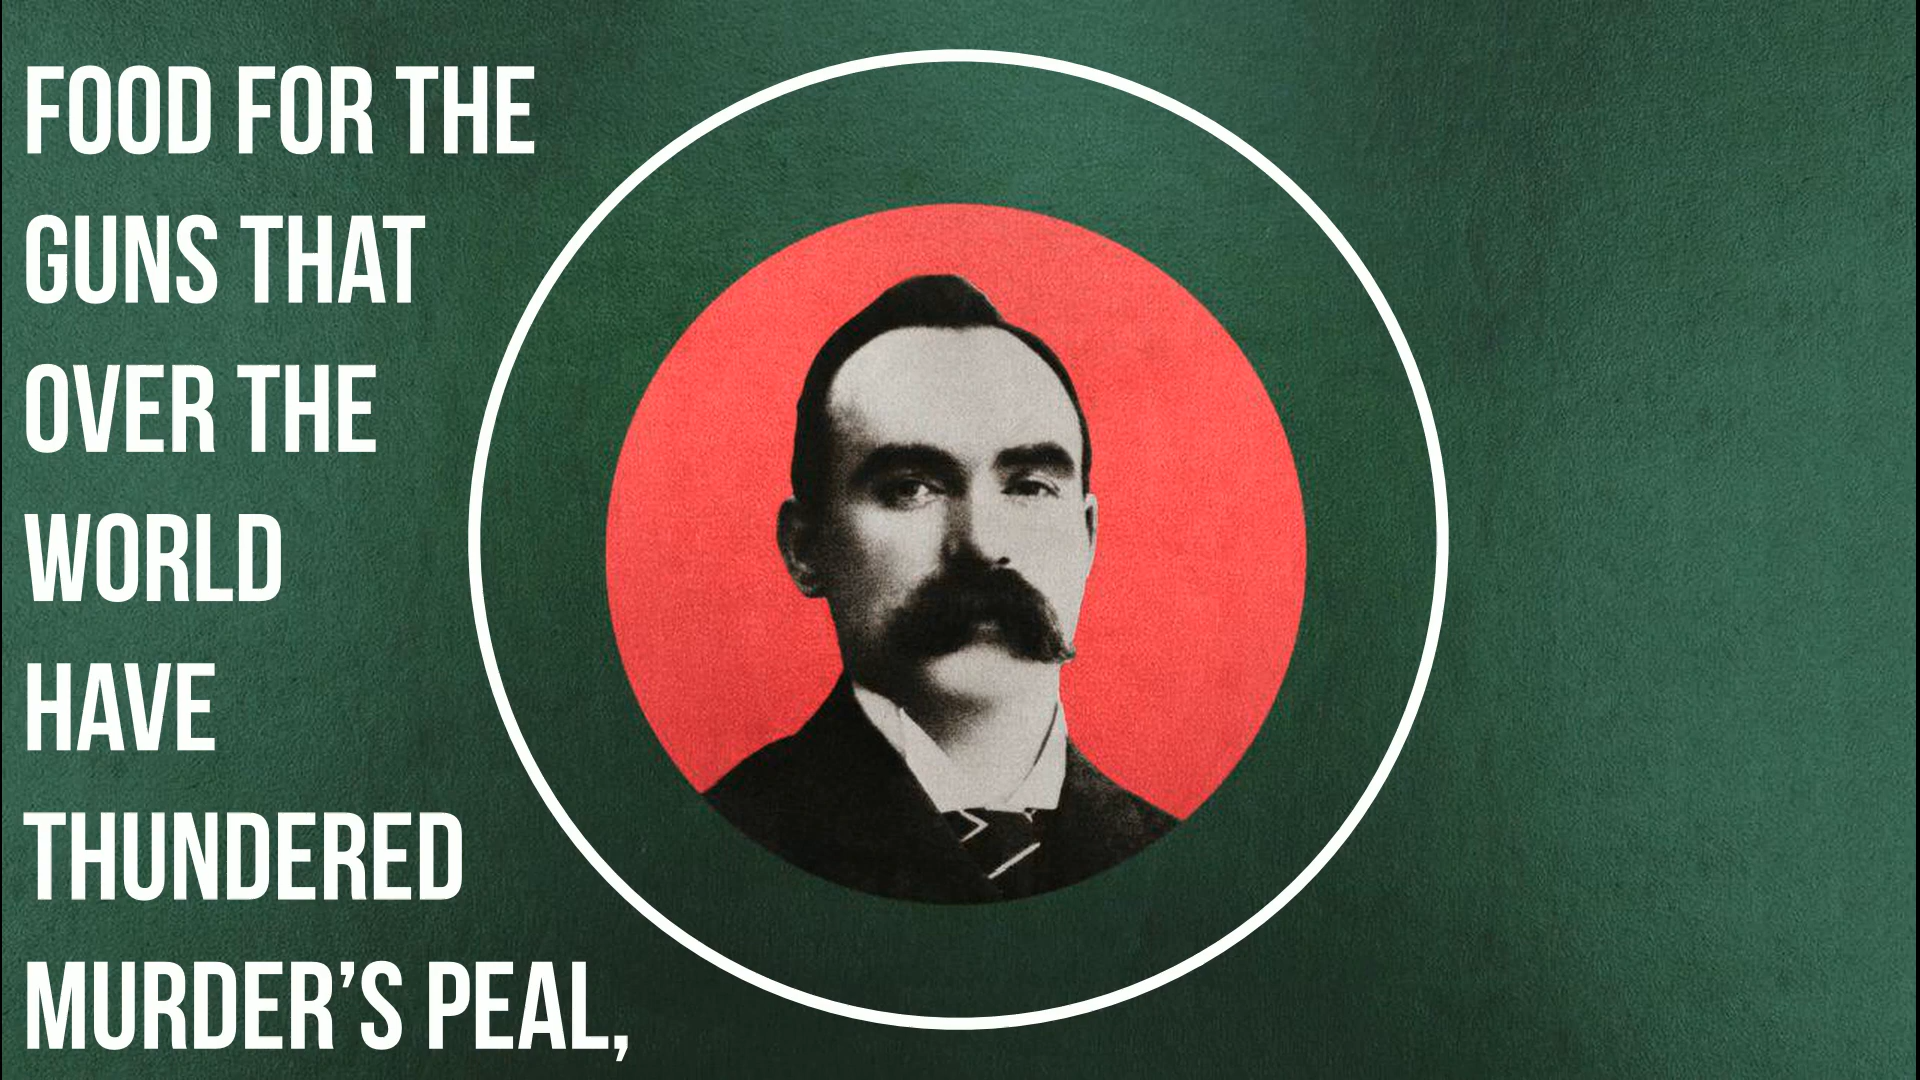 FOOD FOR THE
GUNS THAT
OVER THE
WORLD
HAVE
THUNDERED
MURDER’S PEAL,